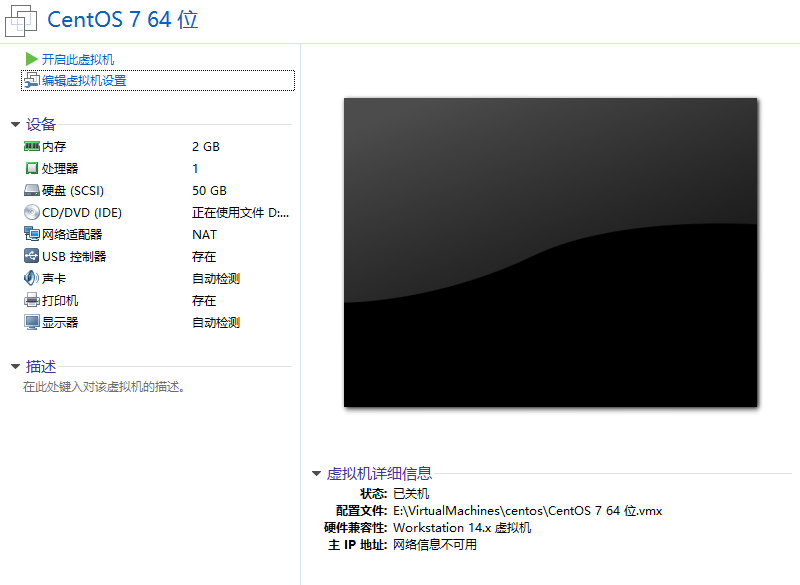 CentOS 7 64 位
开启此虚拟机
编辑虚拟机设置
设备
内存 2 GB
处理器 1
硬盘 (SCSI) 50 GB
CD/DVD (IDE) 正在使用文件 D:...
网络适配器 NAT
USB 控制器 存在
声卡 自动检测
打印机 存在
显示器 自动检测
描述
在此处键入对该虚拟机的描述。
虚拟机详细信息
状态: 已关机
配置文件: E:\VirtualMachines\centos\CentOS 7 64 位.vmx
硬件兼容性: Workstation 14.x 虚拟机
主 IP 地址: 网络信息不可用